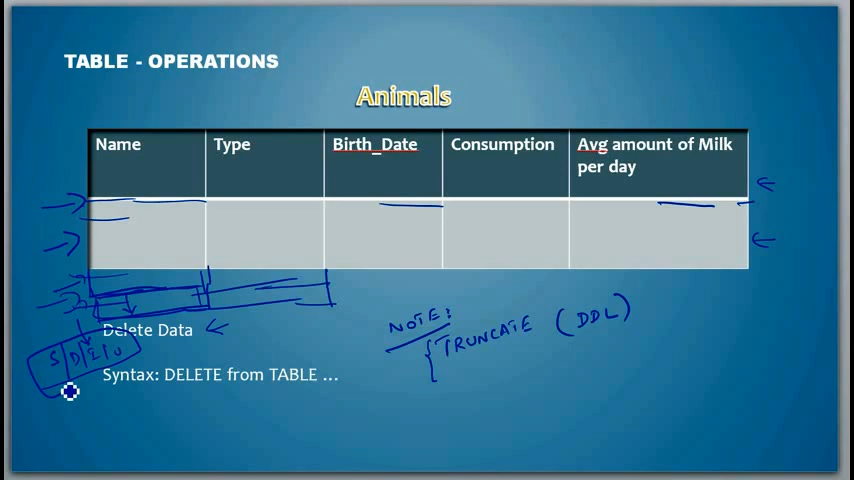 TABLE - OPERATIONS
Animals
Name Type Birth_Date Consumption Avg amount of Milk per day
NOTE:
TRUNCATE (DDL)
Delete Data
S|D|I|U
Syntax: DELETE from TABLE ...